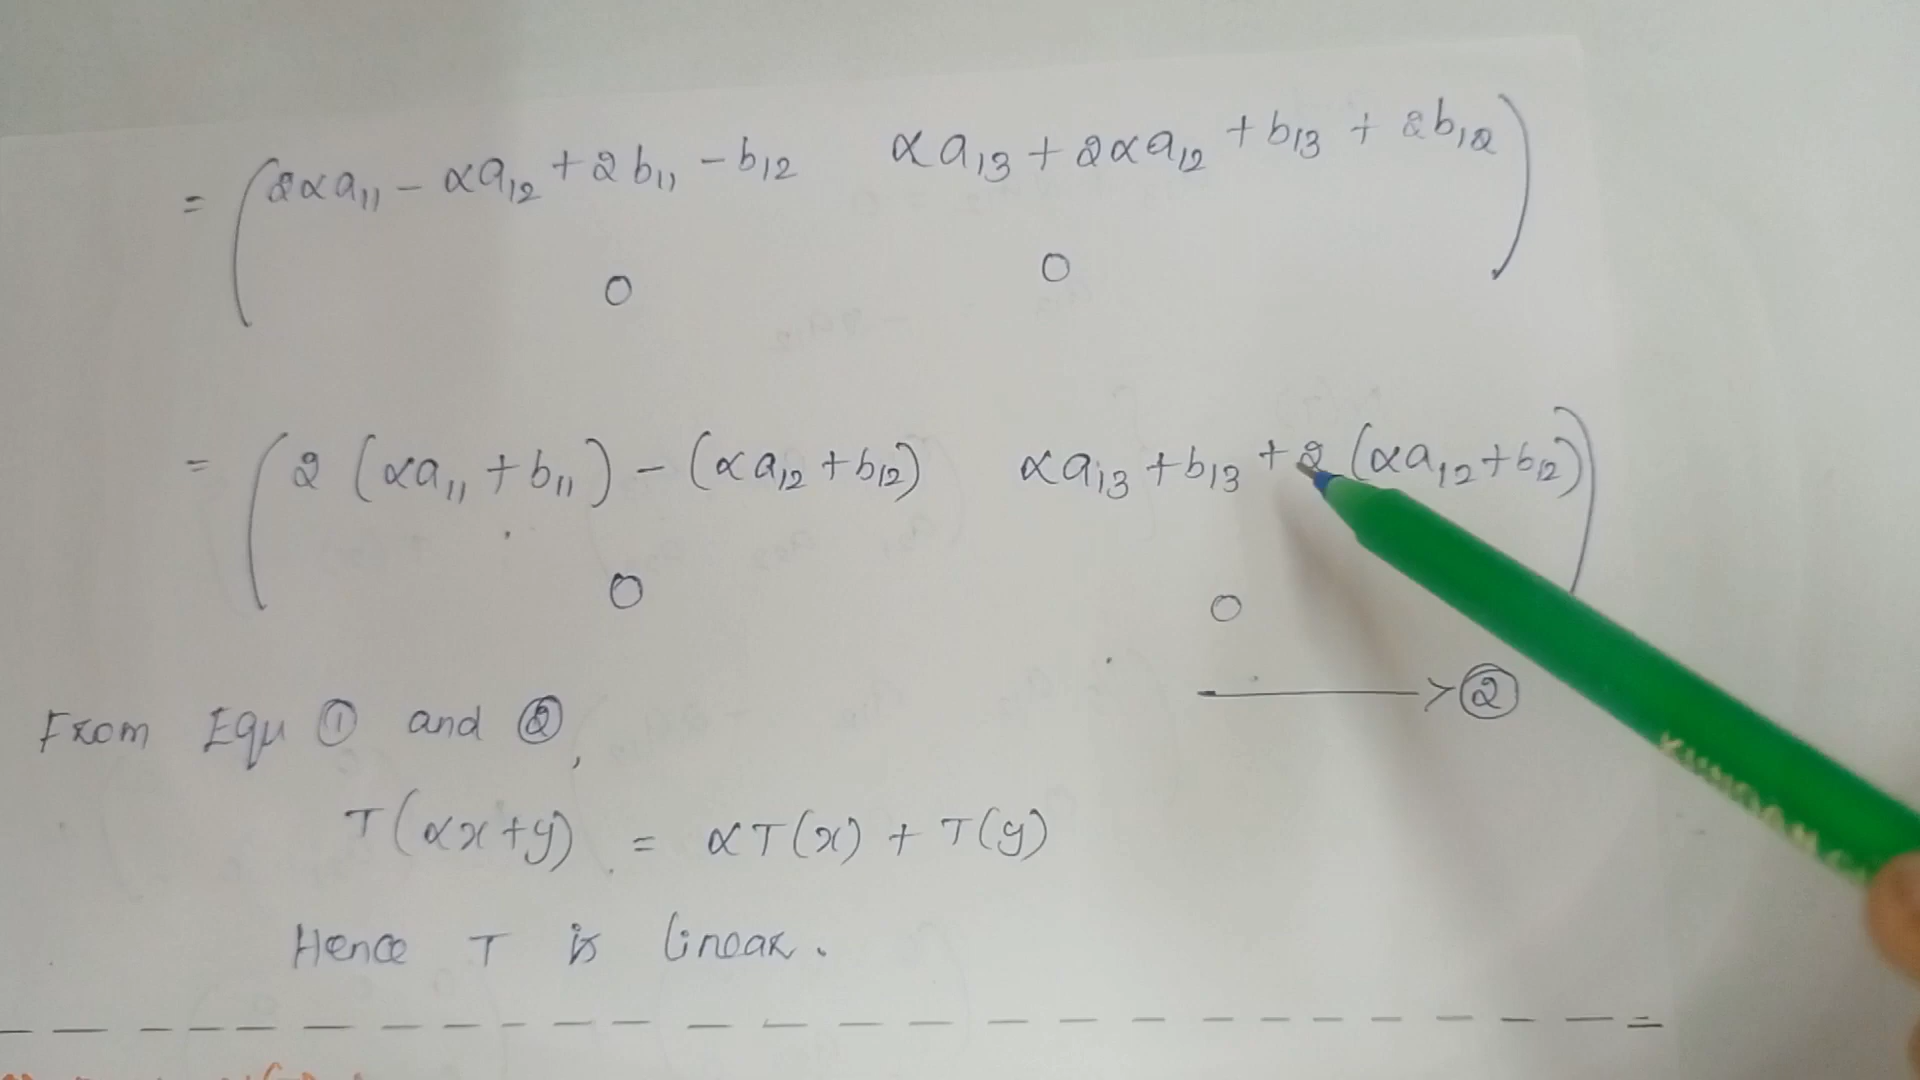 = ( 2αa₁₁ - αa₁₂ + 2b₁₁ - b₁₂ αa₁₃ + 2αa₁₂ + b₁₃ + 2b₁₂ )
0 0
= ( 2 (αa₁₁ + b₁₁) - (αa₁₂ + b₁₂) αa₁₃ + b₁₃ + 2 (αa₁₂ + b₁₂) )
0 0
→ ②
From Equ ① and ②,
T(αx+y) = αT(x) + T(y)
Hence T is linear.